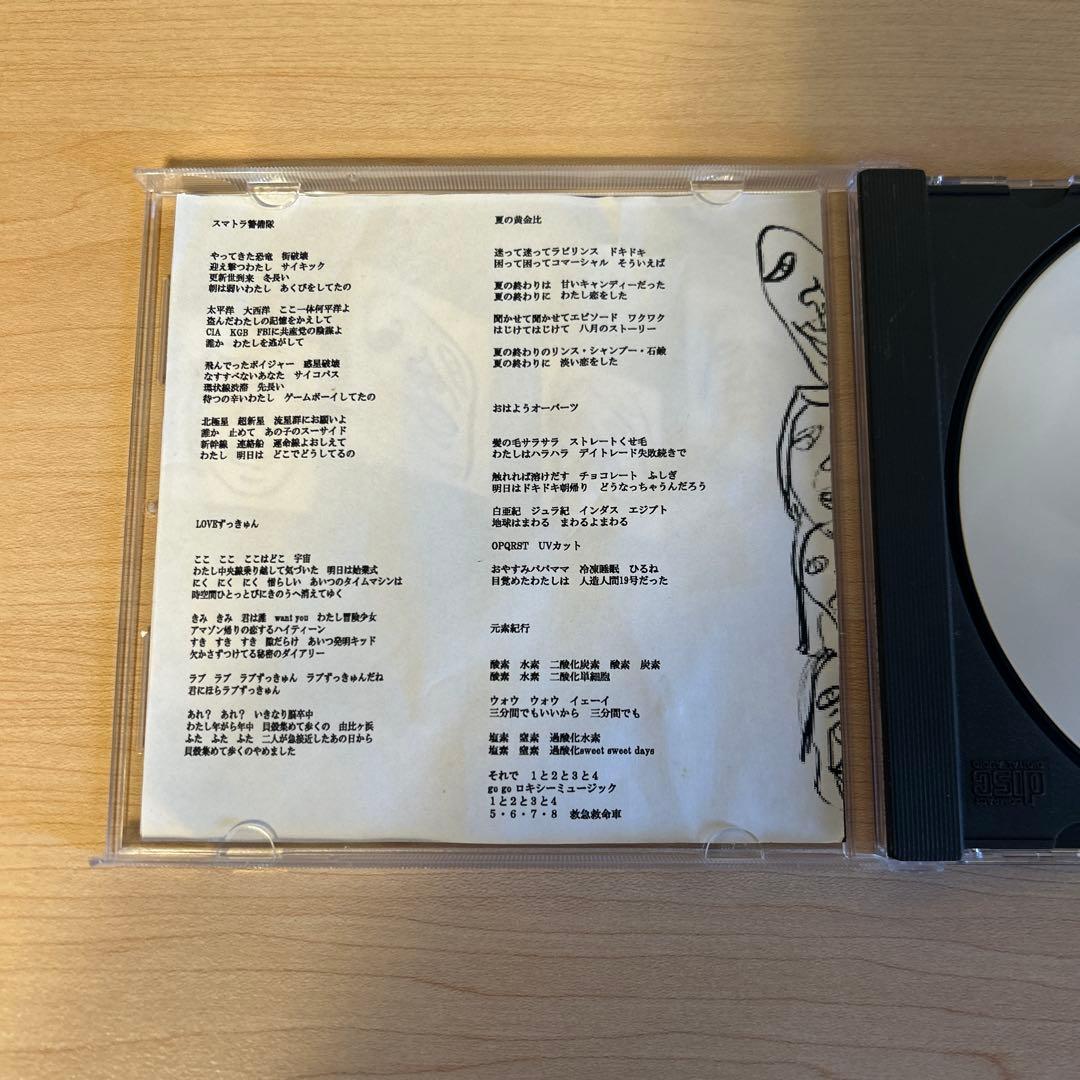 スマトラ警備隊
やってきた恐竜　街破壊
迎え撃つわたし　サイキック
更新世到来　冬長い
朝は弱いわたし　あくびをしてたの
太平洋　大西洋　ここ一体何平洋よ
盗んだわたしの記憶をかえして
CIA　KGB　FBIに共産党の陰謀よ
誰か　わたしを逃がして
飛んでったボイジャー　惑星破壊
なすすべないあなた　サイコパス
環状線渋滞　先長い
待つの辛いわたし　ゲームボーイしてたの
北極星　超新星　流星群にお願いよ
誰か　止めて　あの子のスーサイド
新幹線　連絡船　運命線よおしえて
わたし　明日は　どこでどうしてるの
LOVEずっきゅん
ここ　ここ　ここはどこ　宇宙
わたし中央線乗り越して気づいた　明日は始業式
にく　にく　にく　憎らしい　あいつのタイムマシンは
時空間ひとっとびにきのうへ消えてゆく
きみ　きみ　君は誰　want you　わたし冒険少女
アマゾン帰りの恋するハイティーン
すき　すき　すき　隙だらけ　あいつ発明キッド
欠かさずつけてる秘密のダイアリー
ラブ　ラブ　ラブずっきゅん　ラブずっきゅんだね
君にほらラブずっきゅん
あれ？　あれ？　いきなり脳卒中
わたし年がら年中　貝殻集めて歩くの　由比ヶ浜
ふた　ふた　ふた　二人が急接近したあの日から
貝殻集めて歩くのやめました
夏の黄金比
迷って迷ってラビリンス　ドキドキ
困って困ってコマーシャル　そういえば
夏の終わりは　甘いキャンディーだった
夏の終わりに　わたし恋をした
聞かせて聞かせてエピソード　ワクワク
はじけてはじけて　八月のストーリー
夏の終わりのリンス・シャンプー・石鹸
夏の終わりに　淡い恋をした
おはようオーパーツ
髪の毛サラサラ　ストレートくせ毛
わたしはハラハラ　デイトレード失敗続きで
触れれば溶けだす　チョコレート　ふしぎ
明日はドキドキ朝帰り　どうなっちゃうんだろう
白亜紀　ジュラ紀　インダス　エジプト
地球はまわる　まわるよまわる
OPQRST　UVカット
おやすみパパママ　冷凍睡眠　ひるね
目覚めたわたしは　人造人間19号だった
元素紀行
酸素　水素　二酸化炭素　酸素　炭素
酸素　水素　二酸化単細胞
ウォウ　ウォウ　イェーイ
三分間でもいいから　三分間でも
塩素　窒素　過酸化水素
塩素　窒素　過酸化sweet sweet days
それで　１と２と３と４
go go ロキシーミュージック
１と２と３と４
５・６・７・８　救急救命車